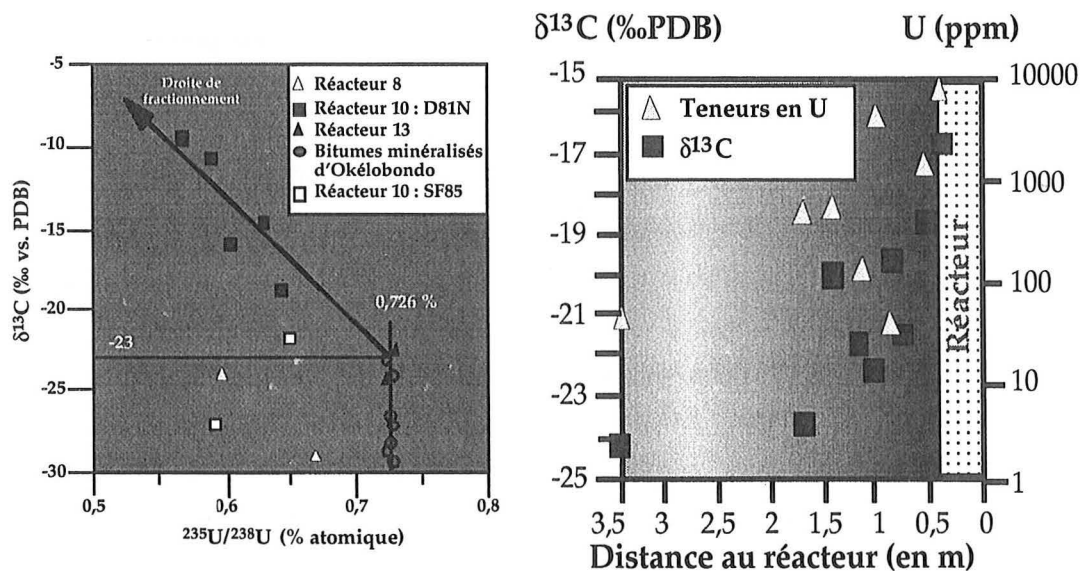 -5
-10
-15
-20
-25
-30
δ¹³C (‰ vs. PDB)
Droite de
fractionnement
Réacteur 8
Réacteur 10 : D81N
Réacteur 13
Bitumes minéralisés
d'Okélobondo
Réacteur 10 : SF85
0,726 %
-23
0,5
0,6
0,7
0,8
²³⁵U/²³⁸U (% atomique)
δ¹³C (‰PDB)
U (ppm)
-15
-17
-19
-21
-23
-25
Teneurs en U
δ¹³C
Réacteur
10000
1000
100
10
1
3,5
3
2,5
2
1,5
1
0,5
0
Distance au réacteur (en m)